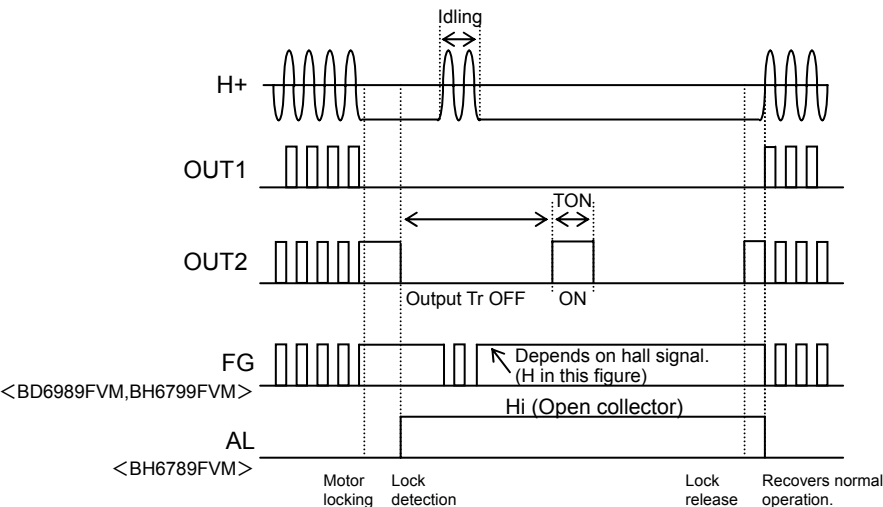 Idling
H+
OUT1
TON
OUT2
Output Tr OFF
ON
FG
Depends on hall signal.
(H in this figure)
<BD6989FVM,BH6799FVM>
Hi (Open collector)
AL
<BH6789FVM>
Motor
locking
Lock
detection
Lock
release
Recovers normal
operation.